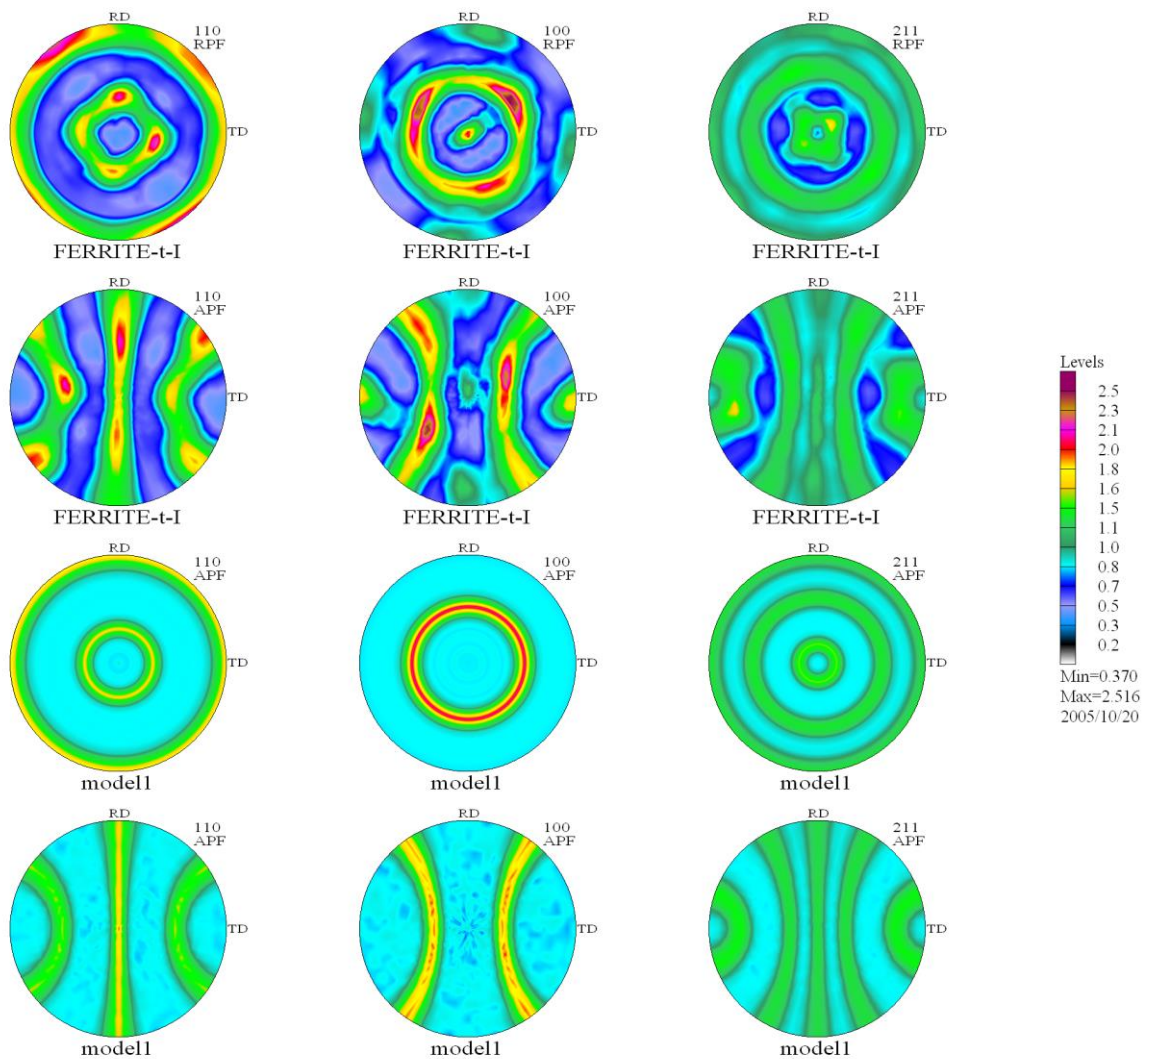 RD
110
RPF
TD
FERRITE-t-I
RD
100
RPF
TD
FERRITE-t-I
RD
211
RPF
TD
FERRITE-t-I
RD
110
APF
TD
FERRITE-t-I
RD
100
APF
TD
FERRITE-t-I
RD
211
APF
TD
FERRITE-t-I
RD
110
APF
TD
model1
RD
100
APF
TD
model1
RD
211
APF
TD
model1
RD
110
APF
TD
model1
RD
100
APF
TD
model1
RD
211
APF
TD
model1
Levels
2.5
2.3
2.1
2.0
1.8
1.6
1.5
1.1
1.0
0.8
0.7
0.5
0.3
0.2
Min=0.370
Max=2.516
2005/10/20